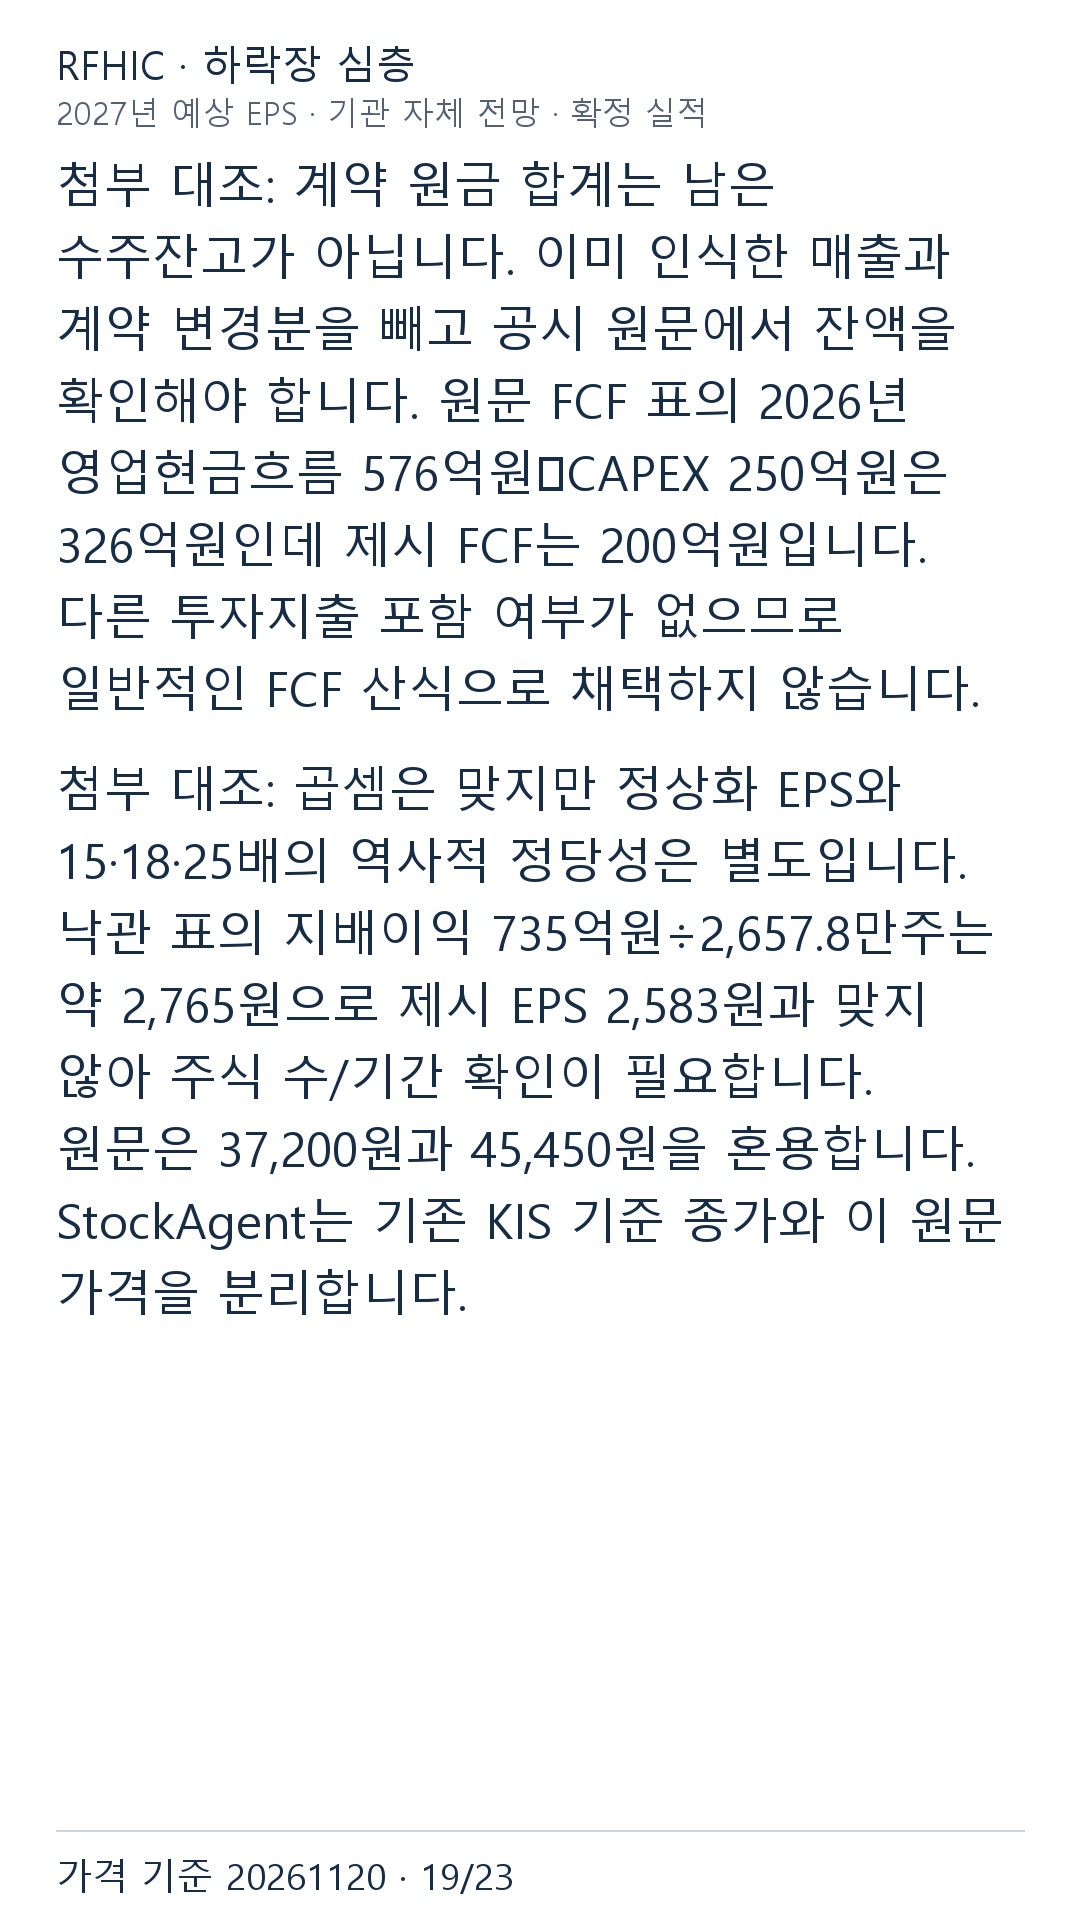 RFHIC · 하락장 심층
2027년 예상 EPS · 기관 자체 전망 · 확정 실적
첨부 대조: 계약 원금 합계는 남은
수주잔고가 아닙니다. 이미 인식한 매출과
계약 변경분을 빼고 공시 원문에서 잔액을
확인해야 합니다. 원문 FCF 표의 2026년
영업현금흐름 576억원□CAPEX 250억원은
326억원인데 제시 FCF는 200억원입니다.
다른 투자지출 포함 여부가 없으므로
일반적인 FCF 산식으로 채택하지 않습니다.
첨부 대조: 곱셈은 맞지만 정상화 EPS와
15·18·25배의 역사적 정당성은 별도입니다.
낙관 표의 지배이익 735억원÷2,657.8만주는
약 2,765원으로 제시 EPS 2,583원과 맞지
않아 주식 수/기간 확인이 필요합니다.
원문은 37,200원과 45,450원을 혼용합니다.
StockAgent는 기존 KIS 기준 종가와 이 원문
가격을 분리합니다.
가격 기준 20261120 · 19/23